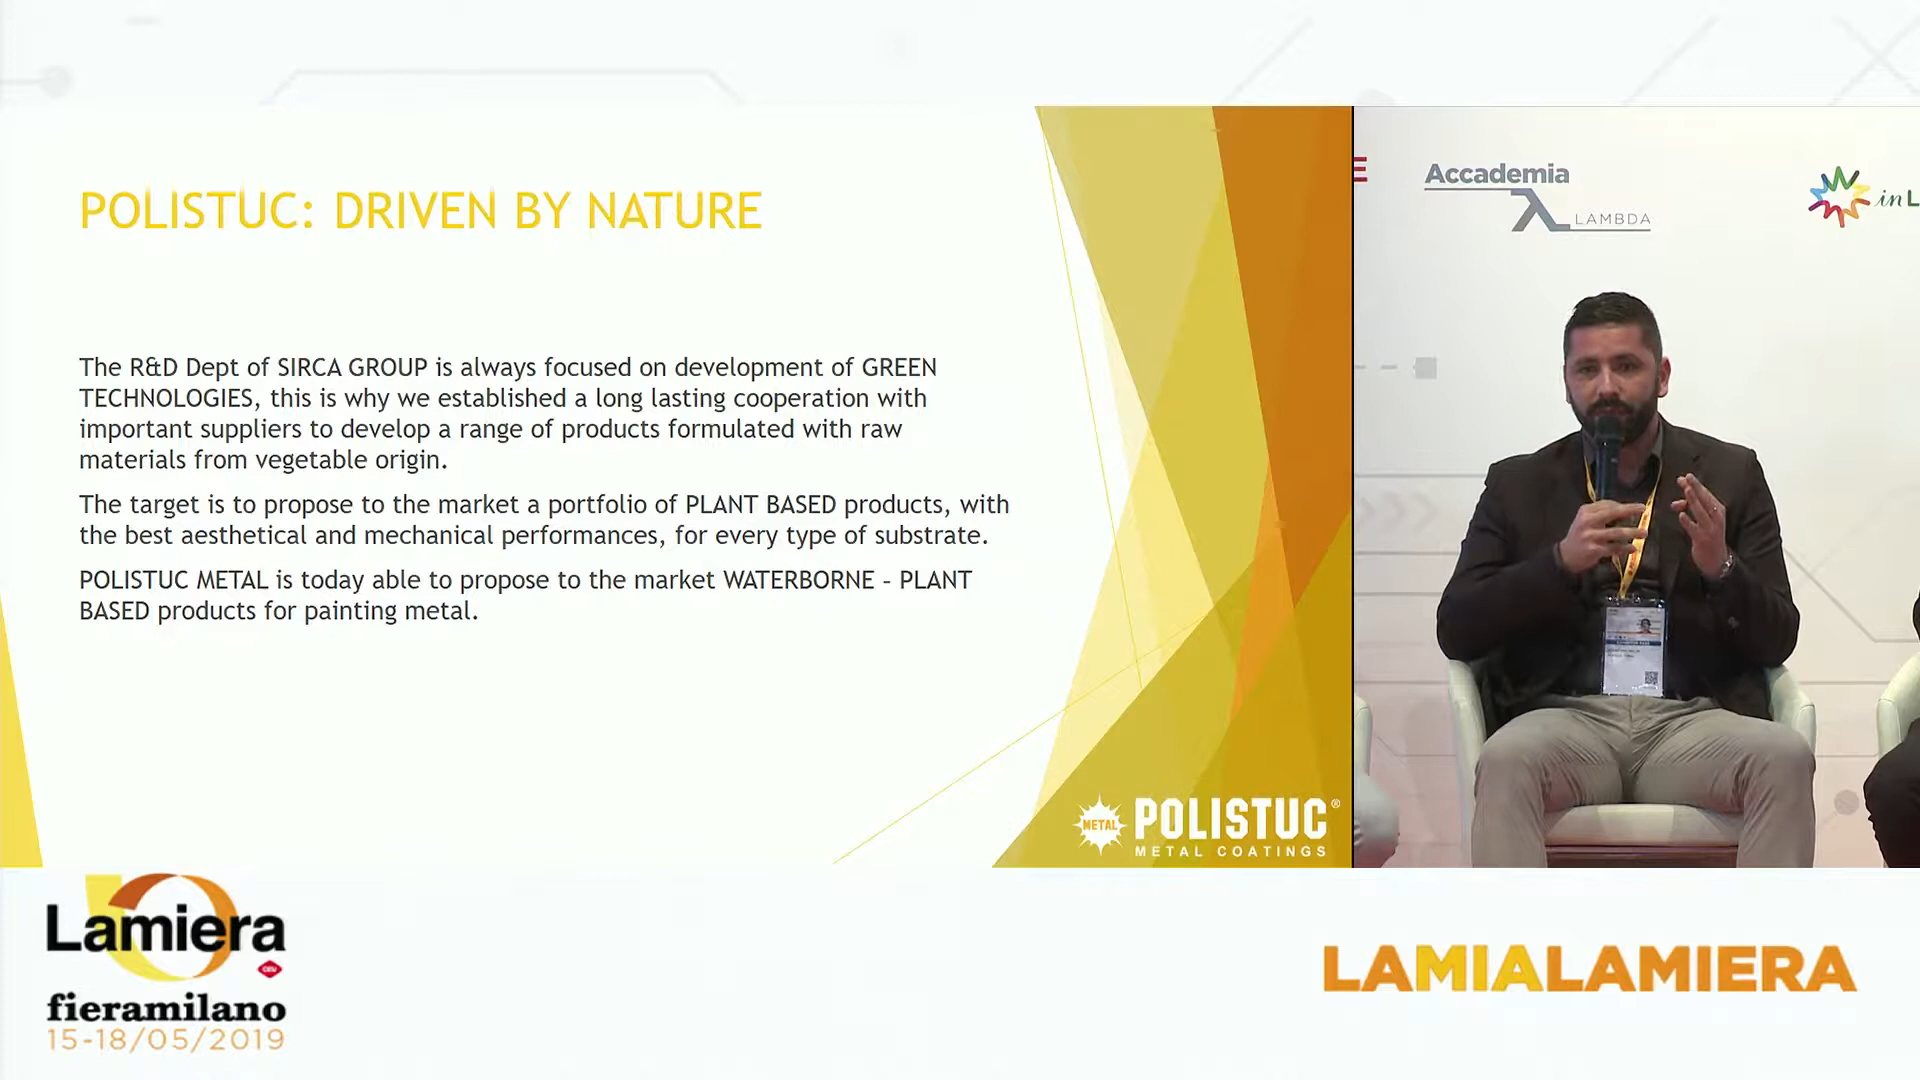 POLISTUC: DRIVEN BY NATURE
The R&D Dept of SIRCA GROUP is always focused on development of GREEN
TECHNOLOGIES, this is why we established a long lasting cooperation with
important suppliers to develop a range of products formulated with raw
materials from vegetable origin.
The target is to propose to the market a portfolio of PLANT BASED products, with
the best aesthetical and mechanical performances, for every type of substrate.
POLISTUC METAL is today able to propose to the market WATERBORNE – PLANT
BASED products for painting metal.
METAL
POLISTUC®
METAL COATINGS
E
Accademia
LAMBDA
in L
Lamiera
CEU
fieramilano
15-18/05/2019
LAMIALAMIERA